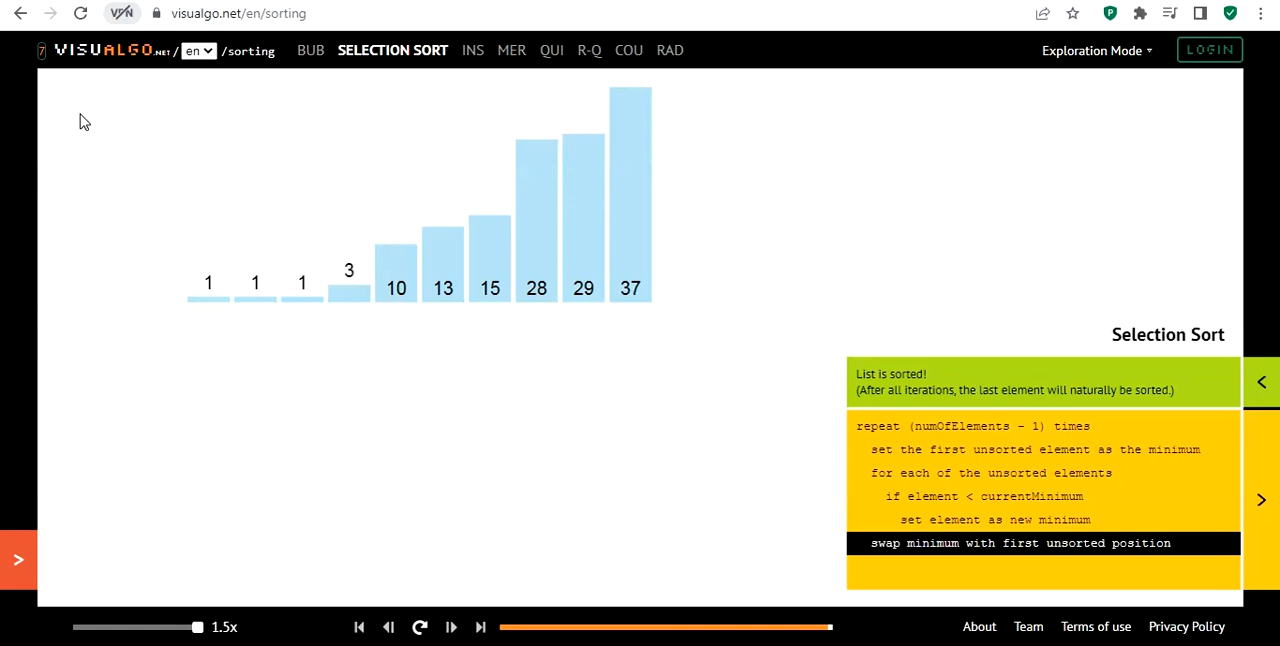 VPN visualgo.net/en/sorting
7 VISUALGO.NET / en /sorting BUB SELECTION SORT INS MER QUI R-Q COU RAD Exploration Mode LOGIN
1 1 1 3 10 13 15 28 29 37
Selection Sort
List is sorted!
(After all iterations, the last element will naturally be sorted.)
repeat (numOfElements - 1) times
set the first unsorted element as the minimum
for each of the unsorted elements
if element < currentMinimum
set element as new minimum
swap minimum with first unsorted position
1.5x About Team Terms of use Privacy Policy